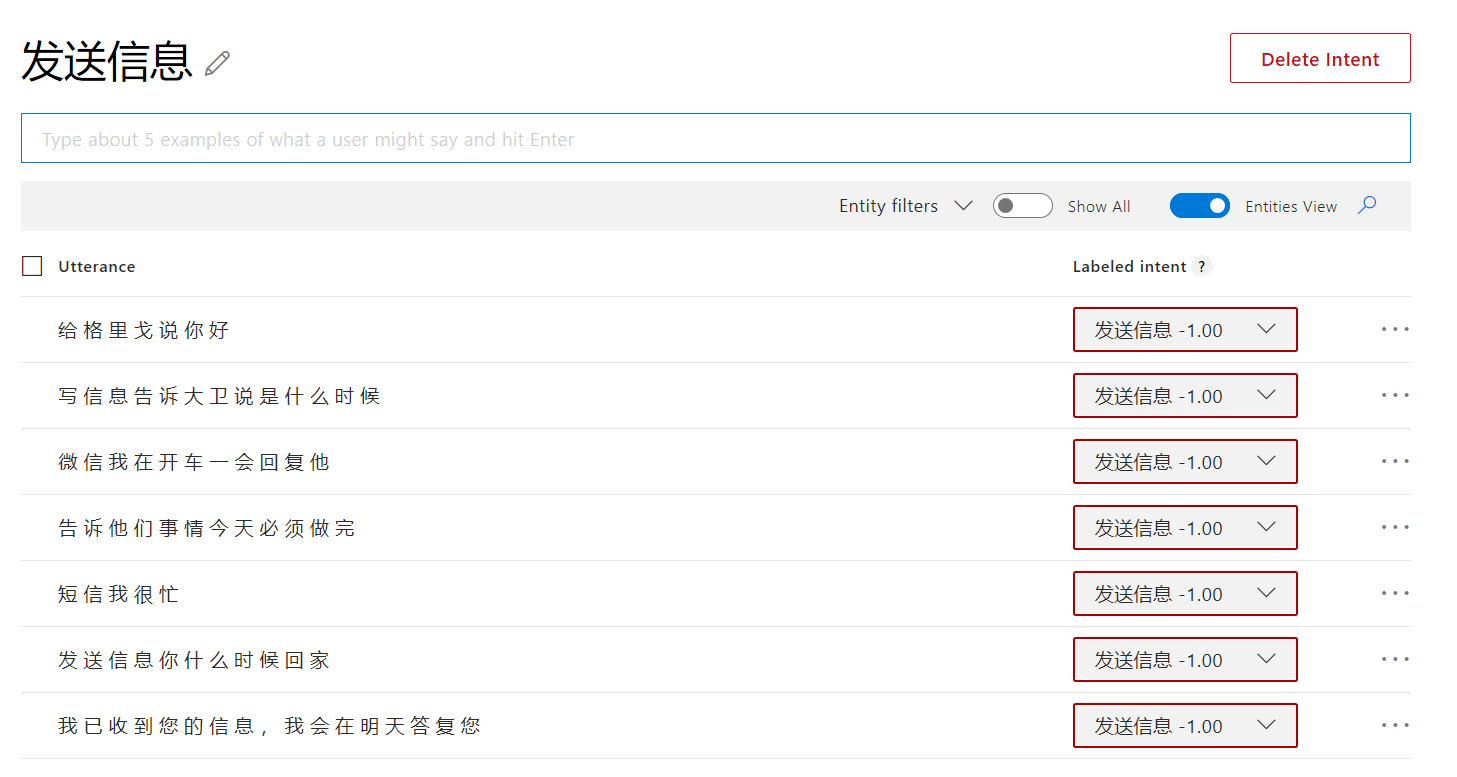 发送信息
Delete Intent
Type about 5 examples of what a user might say and hit Enter
Entity filters Show All Entities View
Utterance Labeled intent ?
给格里戈说你好 发送信息 -1.00
写信息告诉大卫说是什么时候 发送信息 -1.00
微信我在开车一会回复他 发送信息 -1.00
告诉他们事情今天必须做完 发送信息 -1.00
短信我很忙 发送信息 -1.00
发送信息你什么时候回家 发送信息 -1.00
我已收到您的信息，我会在明天答复您 发送信息 -1.00